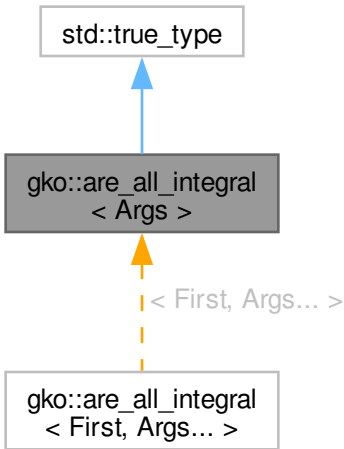 std::true_type
gko::are_all_integral
< Args >
< First, Args... >
gko::are_all_integral
< First, Args... >